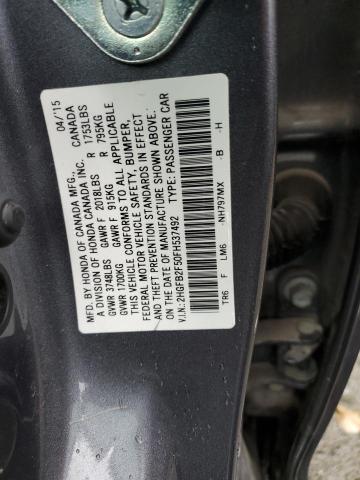 MFD. BY HONDA OF CANADA MFG., 04/15
A DIVISION OF HONDA CANADA INC. CANADA
GVWR 3748LBS GAWR F 2018LBS R 1753LBS
GVWR 1700KG GAWR F 915KG R 795KG
THIS VEHICLE CONFORMS TO ALL APPLICABLE
FEDERAL MOTOR VEHICLE SAFETY, BUMPER,
AND THEFT PREVENTION STANDARDS IN EFFECT
ON THE DATE OF MANUFACTURE SHOWN ABOVE.
V.I.N.: 2HGFB2F50FH537492 TYPE: PASSENGER CAR
TR6 F LM6 -NH797MX -B -H